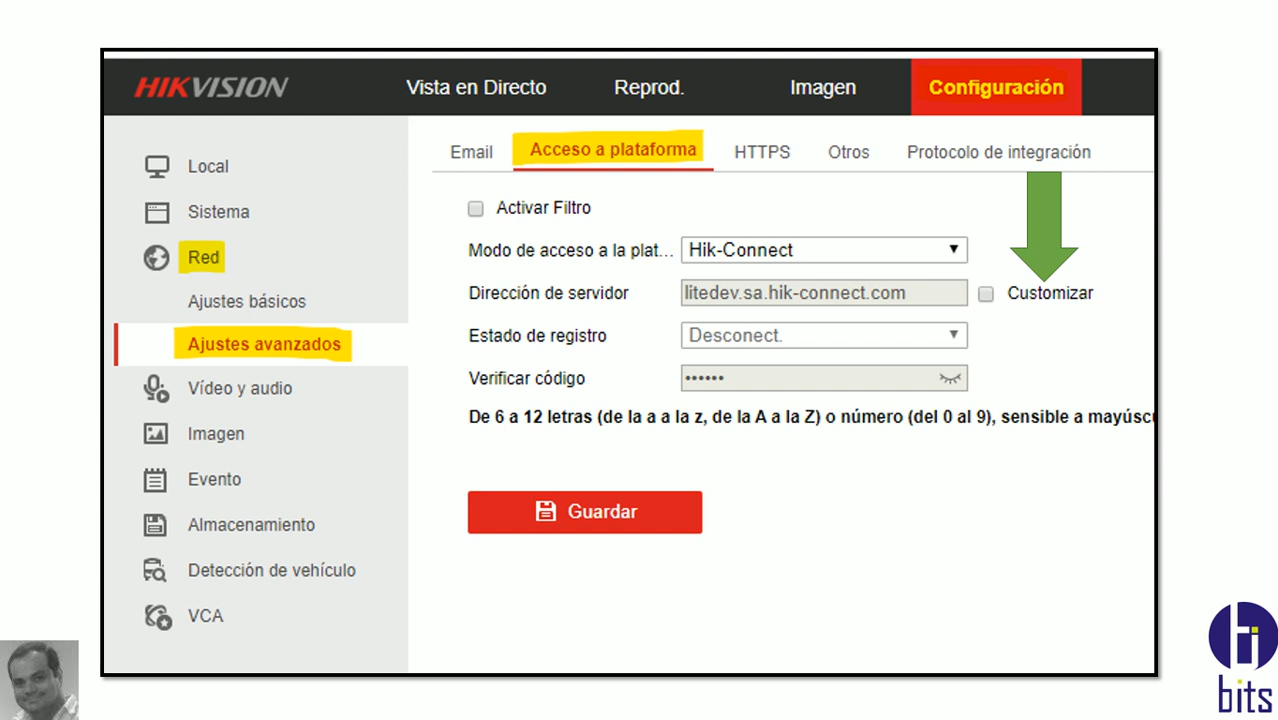 HIKVISION
Vista en Directo
Reprod.
Imagen
Configuración
Local
Sistema
Red
Ajustes básicos
Ajustes avanzados
Vídeo y audio
Imagen
Evento
Almacenamiento
Detección de vehículo
VCA
Email
Acceso a plataforma
HTTPS
Otros
Protocolo de integración
Activar Filtro
Modo de acceso a la plat... Hik-Connect
Dirección de servidor litedev.sa.hik-connect.com Customizar
Estado de registro Desconect.
Verificar código ••••••
De 6 a 12 letras (de la a a la z, de la A a la Z) o número (del 0 al 9), sensible a mayúsc
Guardar
bits